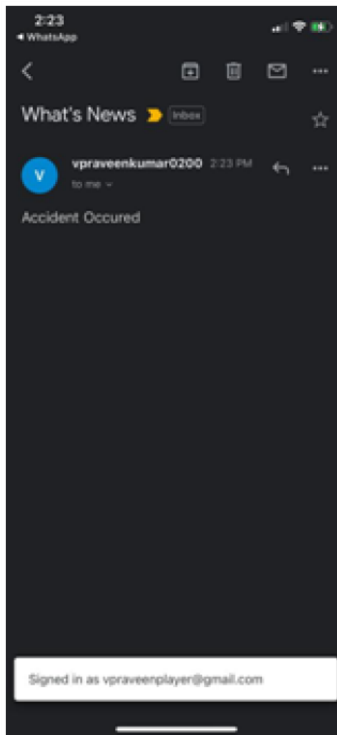 2:23
◀ WhatsApp
What's News Inbox
V
vpraveenkumar0200 2:23 PM
to me
Accident Occured
Signed in as vpraveenplayer@gmail.com